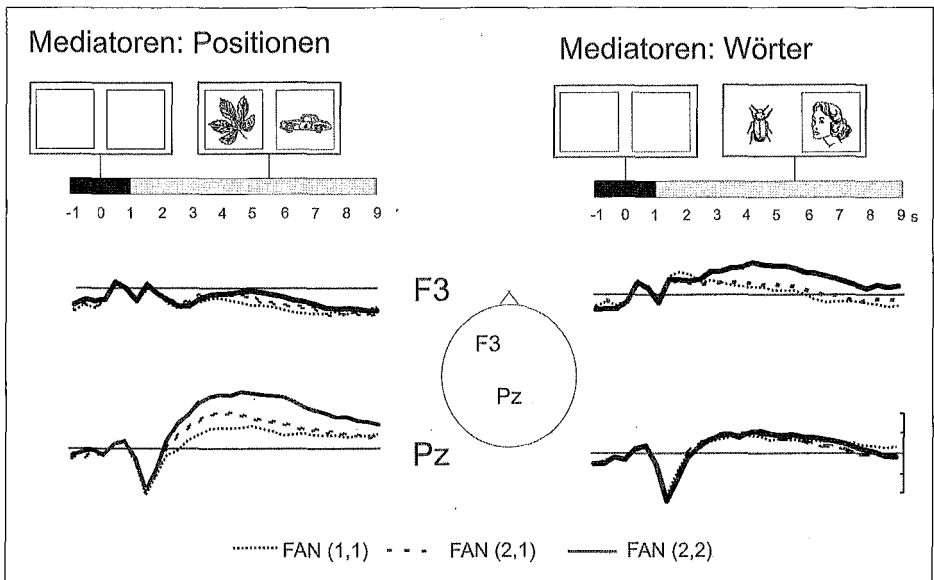 Mediatoren: Positionen
Mediatoren: Wörter
-1 0 1 2 3 4 5 6 7 8 9
-1 0 1 2 3 4 5 6 7 8 9 s
F3
F3
Pz
Pz
FAN (1,1) FAN (2,1) FAN (2,2)